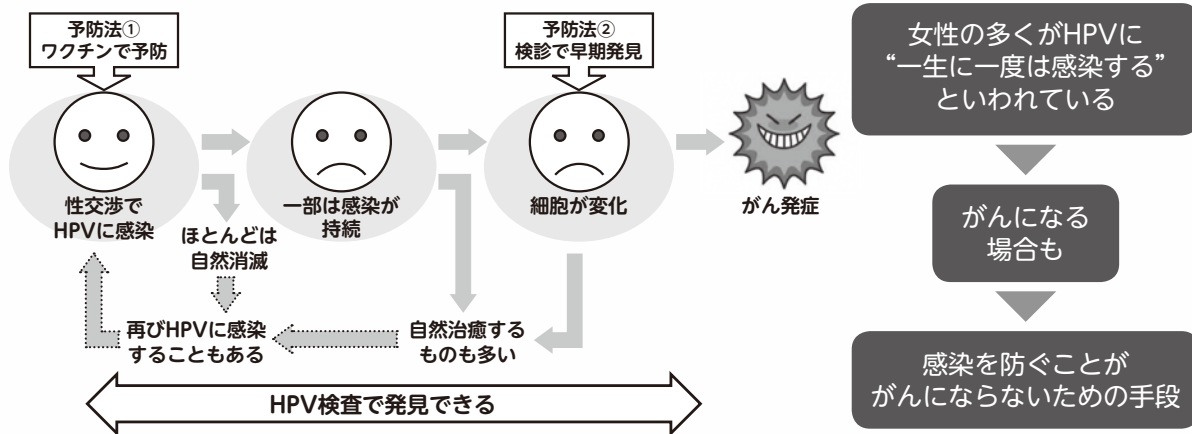 予防法①
ワクチンで予防
予防法②
検診で早期発見
性交渉で
HPVに感染
一部は感染が
持続
細胞が変化
がん発症
ほとんどは
自然消滅
再びHPVに感染
することもある
自然治癒する
ものも多い
HPV検査で発見できる
女性の多くがHPVに
“一生に一度は感染する”
といわれている
がんになる
場合も
感染を防ぐことが
がんにならないための手段